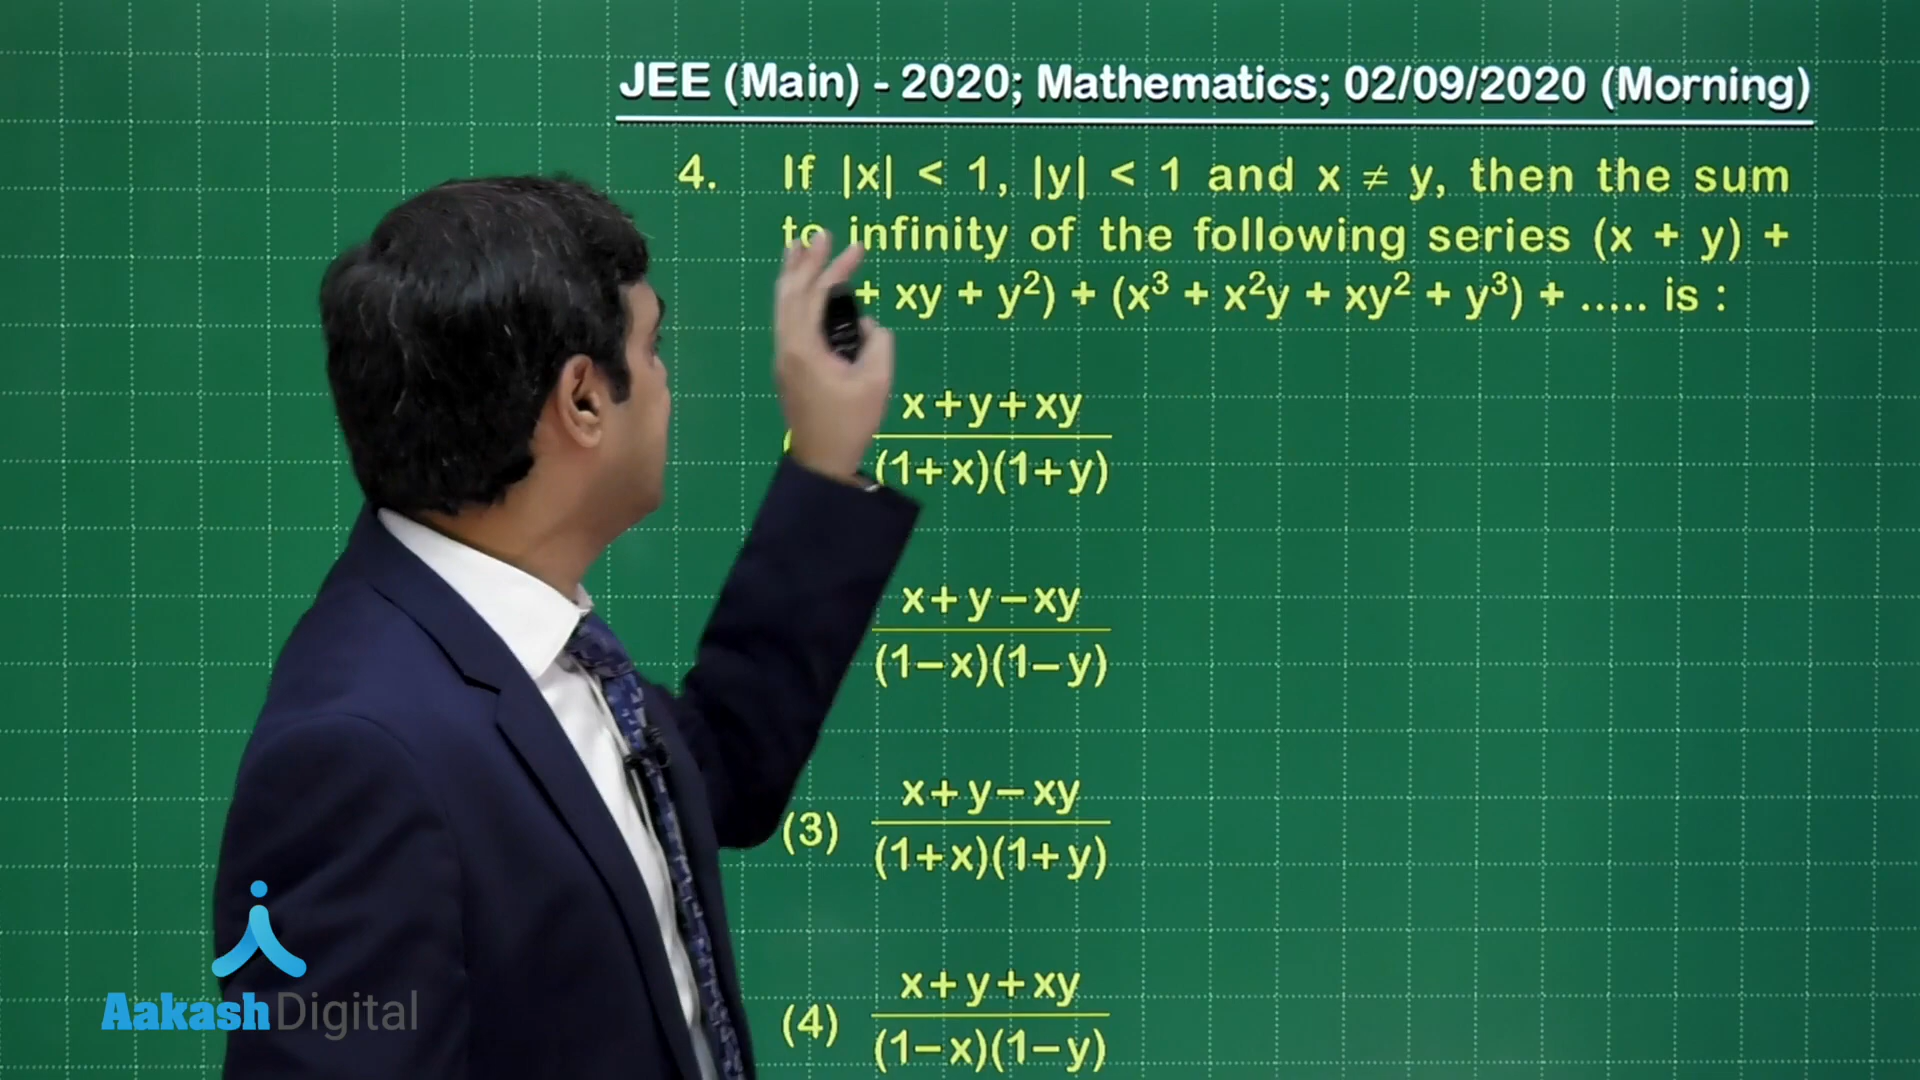 JEE (Main) - 2020; Mathematics; 02/09/2020 (Morning)
4. If |x| < 1, |y| < 1 and x ≠ y, then the sum
to infinity of the following series (x + y) +
+ xy + y²) + (x³ + x²y + xy² + y³) + ..... is :
x+y+xy
(1+x)(1+y)
x+y−xy
(1−x)(1−y)
(3) x+y−xy
(1+x)(1+y)
(4) x+y+xy
(1−x)(1−y)
Aakash Digital